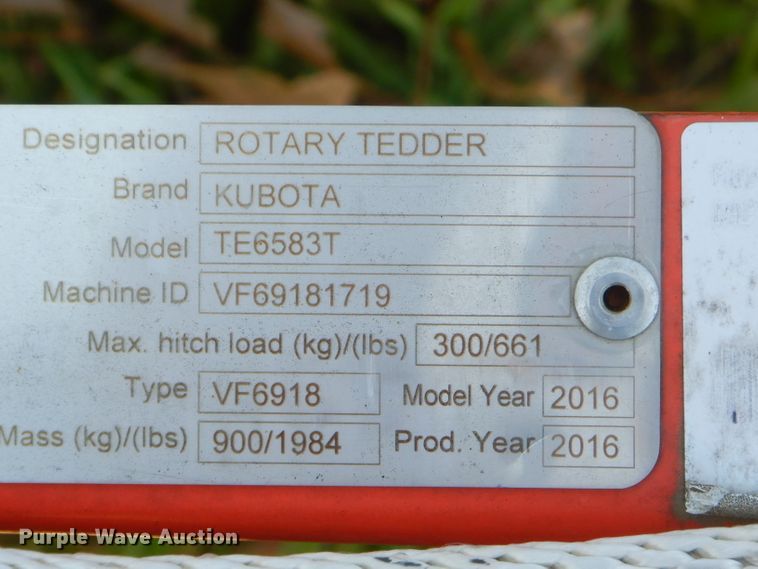 Designation ROTARY TEDDER
Brand KUBOTA
Model TE6583T
Machine ID VF69181719
Max. hitch load (kg)/(lbs) 300/661
Type VF6918 Model Year 2016
Mass (kg)/(lbs) 900/1984 Prod. Year 2016
Purple Wave Auction